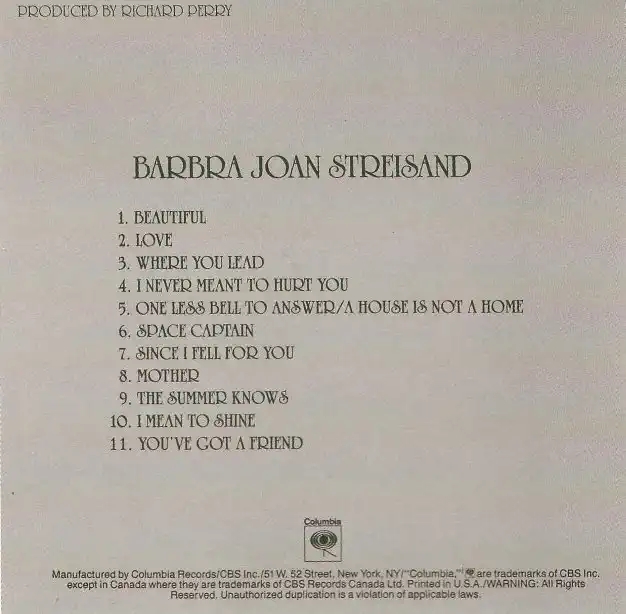 PRODUCED BY RICHARD PERRY
BARBRA JOAN STREISAND
1. BEAUTIFUL
2. LOVE
3. WHERE YOU LEAD
4. I NEVER MEANT TO HURT YOU
5. ONE LESS BELL TO ANSWER/A HOUSE IS NOT A HOME
6. SPACE CAPTAIN
7. SINCE I FELL FOR YOU
8. MOTHER
9. THE SUMMER KNOWS
10. I MEAN TO SHINE
11. YOU'VE GOT A FRIEND
Columbia
Manufactured by Columbia Records/CBS Inc./51 W. 52 Street, New York, NY/"Columbia," are trademarks of CBS Inc.
except in Canada where they are trademarks of CBS Records Canada Ltd. Printed in U.S.A./WARNING: All Rights
Reserved. Unauthorized duplication is a violation of applicable laws.